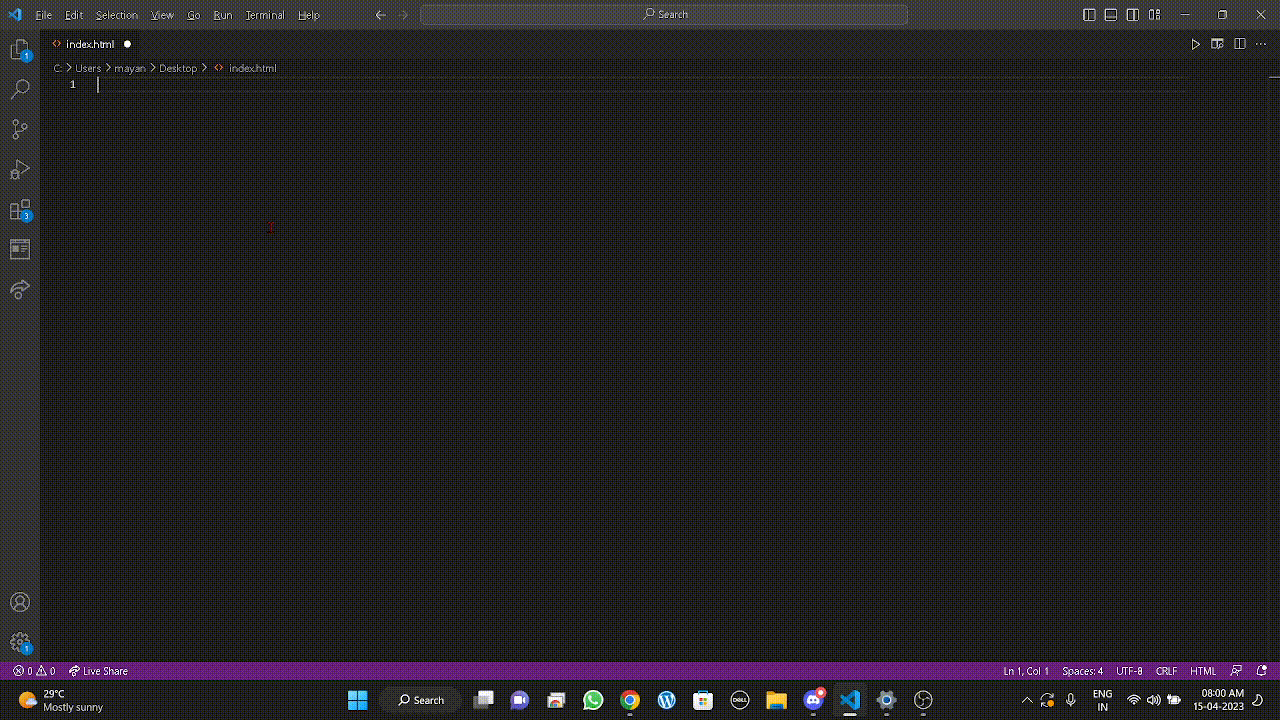 File Edit Selection View Go Run Terminal Help
Search
index.html
C: Users mayan Desktop index.html
1
1
3
1
0 0 Live Share
Ln 1, Col 1 Spaces: 4 UTF-8 CRLF HTML
29°C
Mostly sunny
Search
DELL
ENG
IN
08:00 AM
15-04-2023